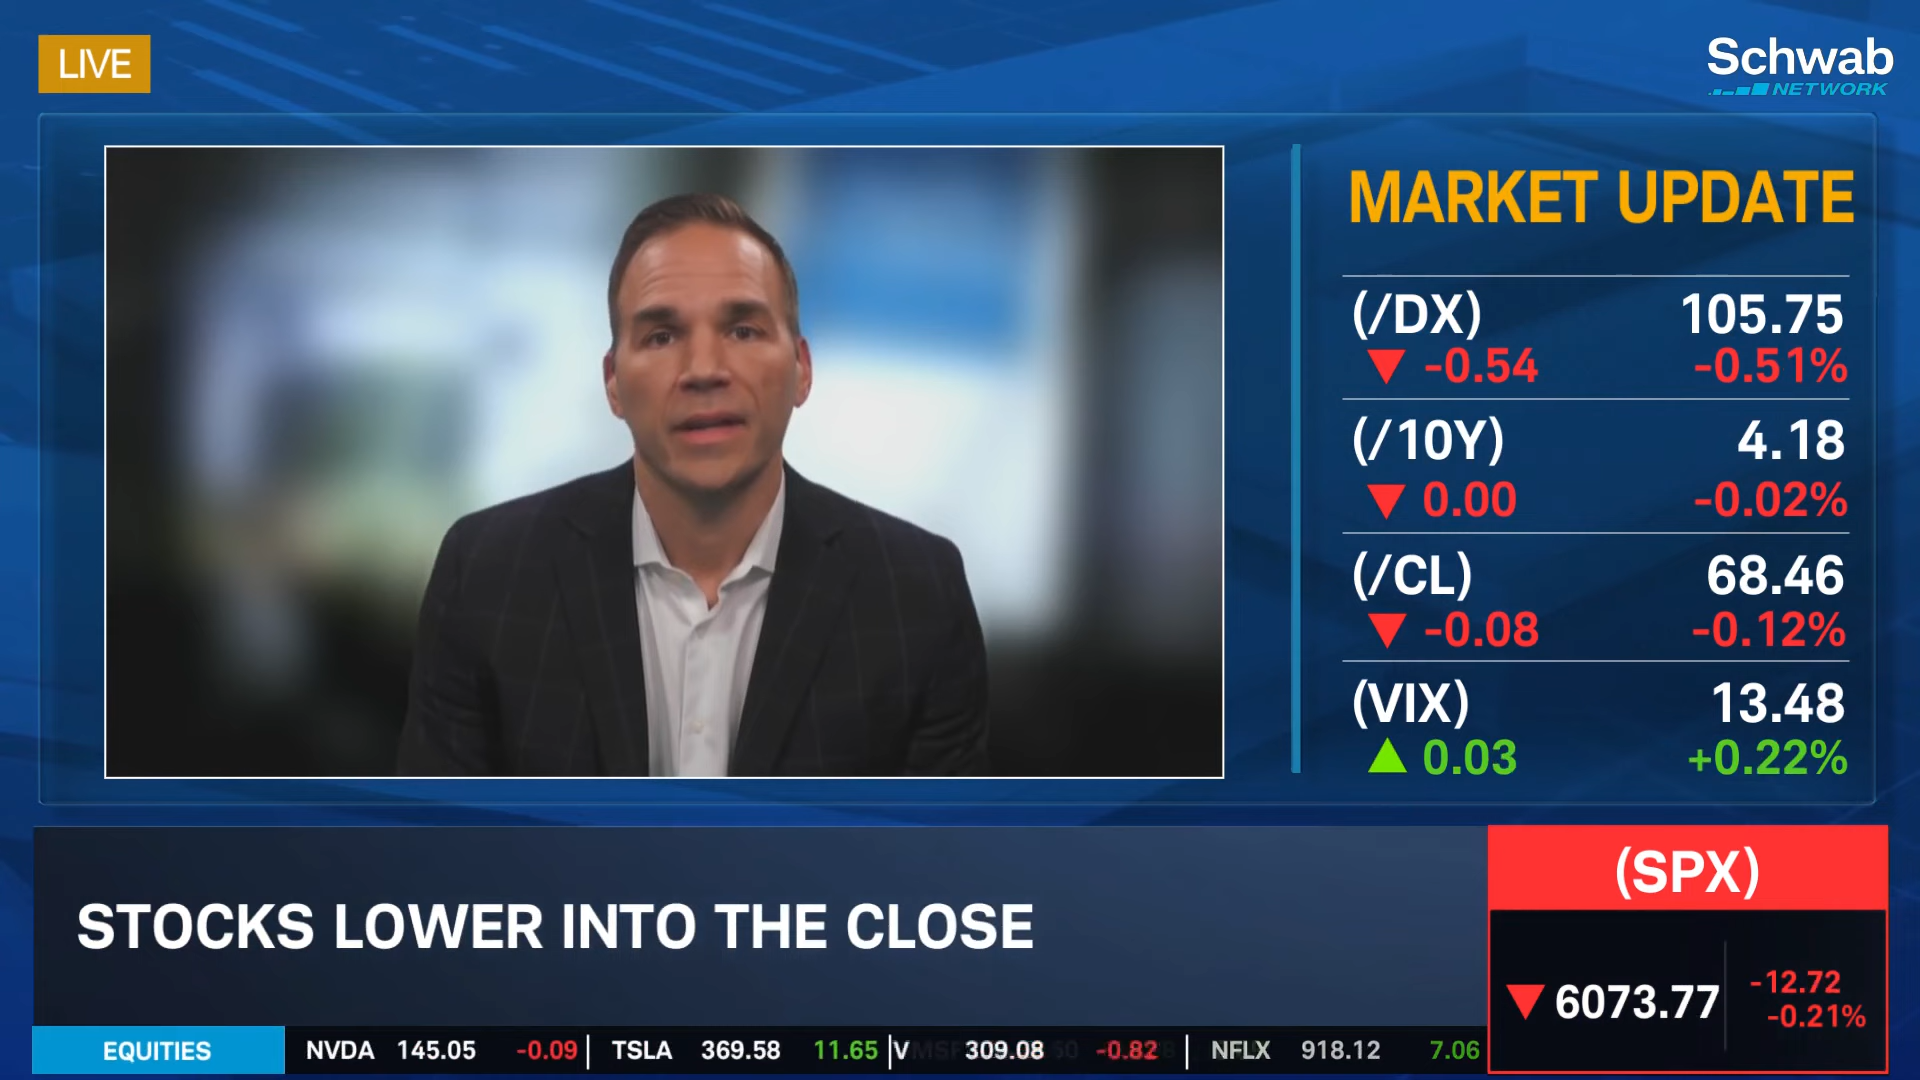 LIVE
Schwab
NETWORK
MARKET UPDATE
(/DX) 105.75
-0.54 -0.51%
(/10Y) 4.18
0.00 -0.02%
(/CL) 68.46
-0.08 -0.12%
(VIX) 13.48
0.03 +0.22%
STOCKS LOWER INTO THE CLOSE
(SPX)
6073.77
-12.72
-0.21%
EQUITIES NVDA 145.05 -0.09 TSLA 369.58 11.65 V 309.08 -0.82 NFLX 918.12 7.06